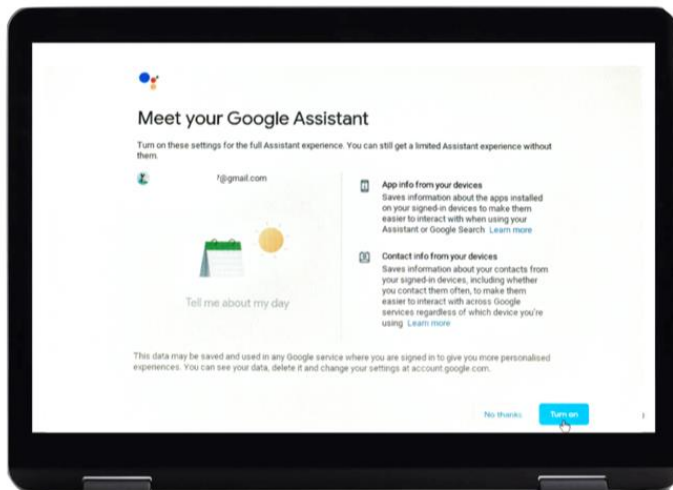 Meet your Google Assistant
Turn on these settings for the full Assistant experience. You can still get a limited Assistant experience without
them.
@gmail.com
Tell me about my day
App info from your devices
Saves information about the apps installed
on your signed-in devices to make them
easier to interact with when using your
Assistant or Google Search Learn more
Contact info from your devices
Saves information about your contacts from
your signed-in devices, including whether
you contact them often, to make them
easier to interact with across Google
services regardless of which device you're
using Learn more
This data may be saved and used in any Google service where you are signed in to give you more personalised
experiences. You can see your data, delete it and change your settings at account.google.com.
No thanks
Turn on